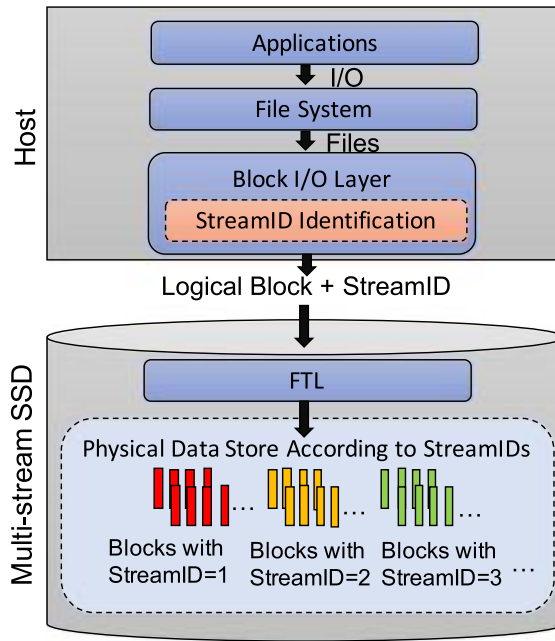 Host
Applications
I/O
File System
Files
Block I/O Layer
StreamID Identification
Logical Block + StreamID
Multi-stream SSD
FTL
Physical Data Store According to StreamIDs
... ... ...
Blocks with StreamID=1
Blocks with StreamID=2
Blocks with StreamID=3
...